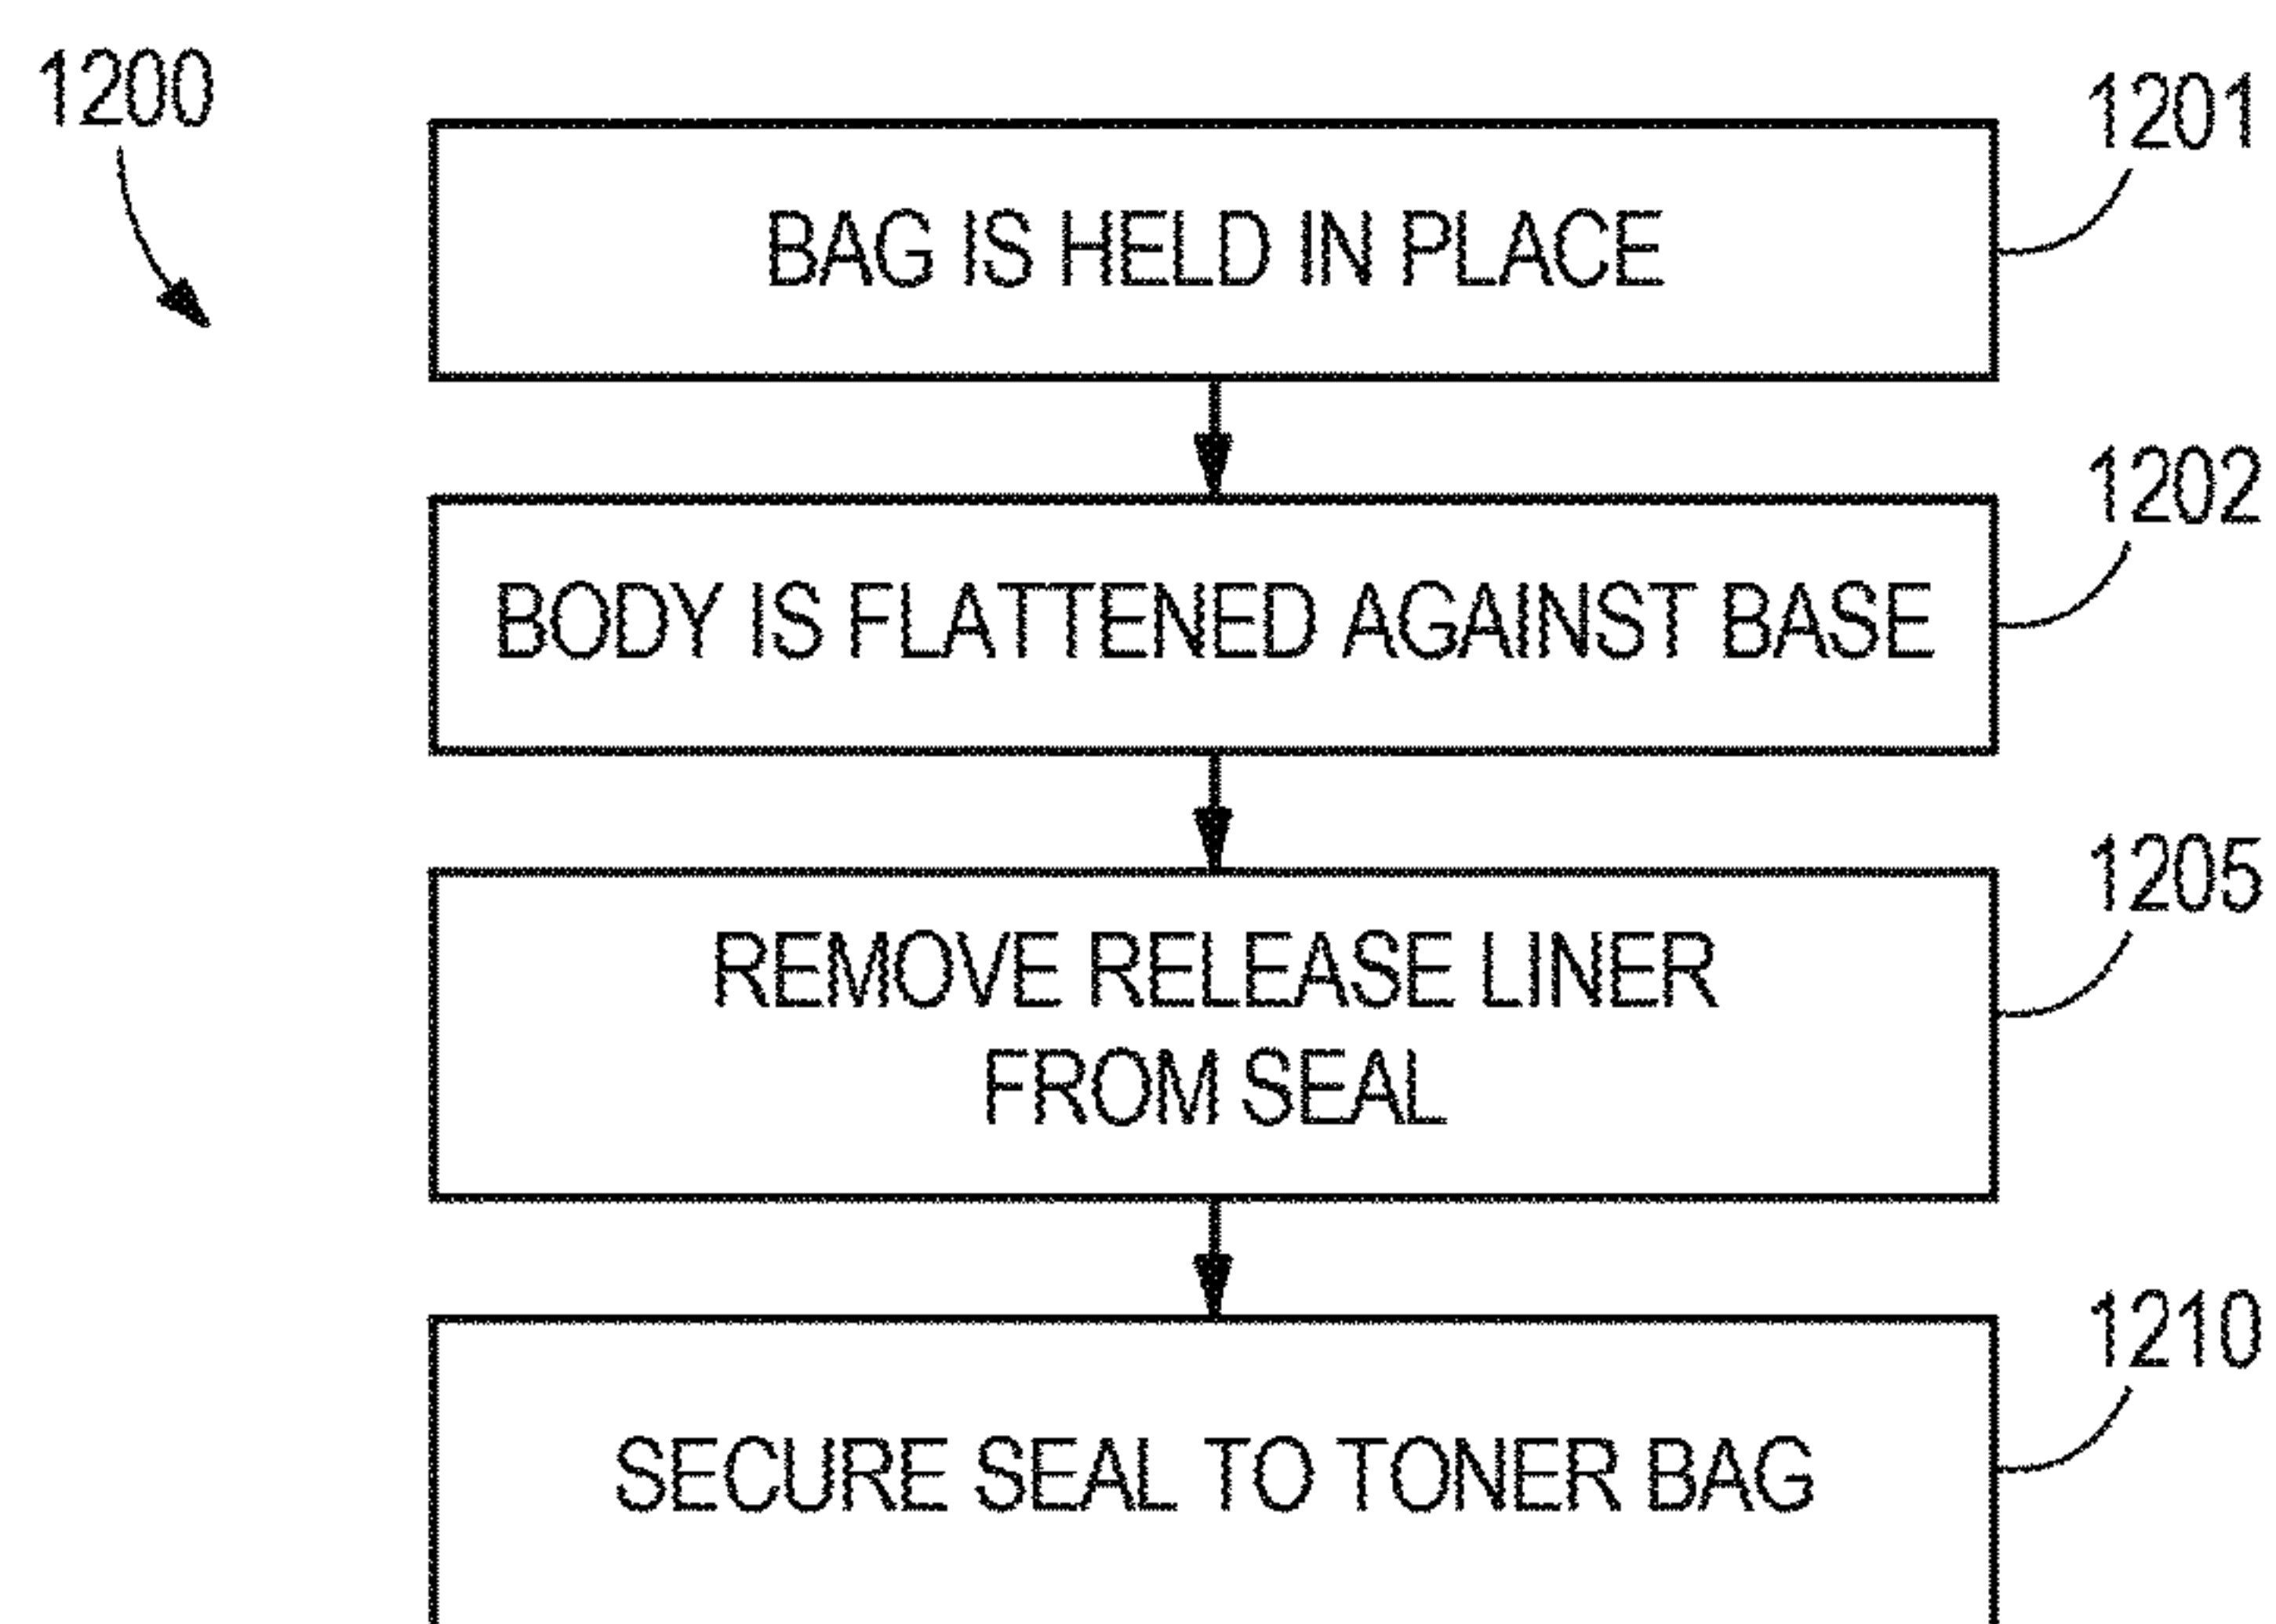 1200
1201
BAG IS HELD IN PLACE
1202
BODY IS FLATTENED AGAINST BASE
1205
REMOVE RELEASE LINER
FROM SEAL
1210
SECURE SEAL TO TONER BAG